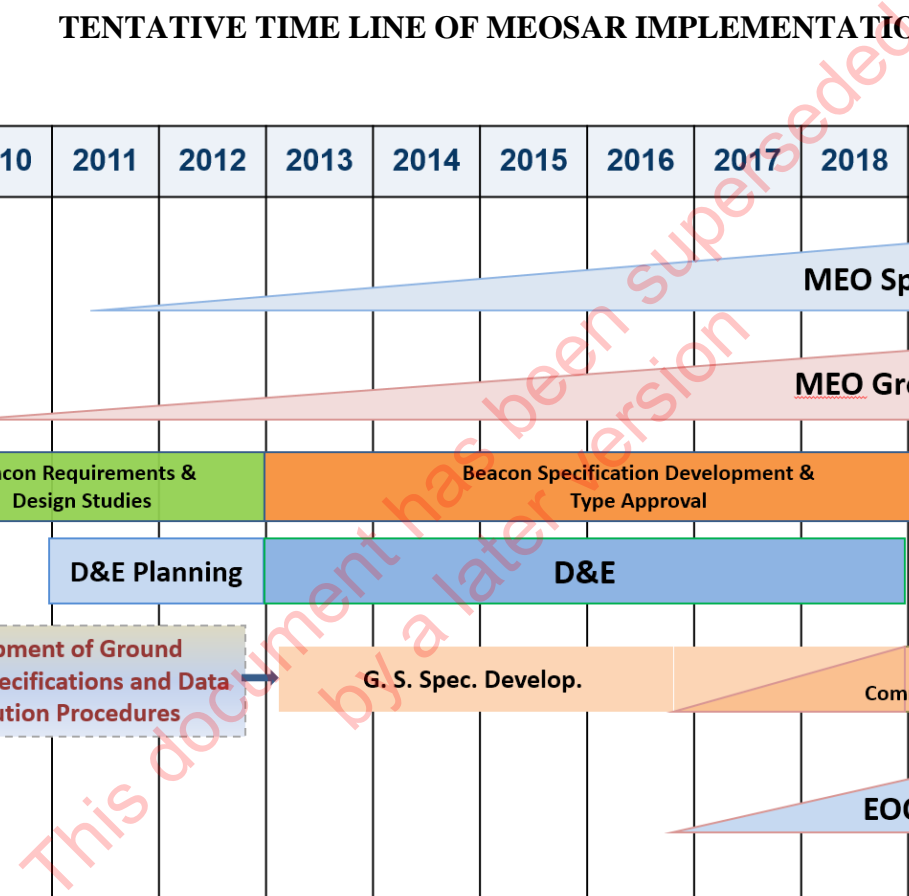 TENTATIVE TIME LINE OF MEOSAR IMPLEMENTATIO
10 2011 2012 2013 2014 2015 2016 2017 2018
MEO Sp
MEO Gr
acon Requirements &
Design Studies
Beacon Specification Development &
Type Approval
D&E Planning
D&E
pment of Ground
ecifications and Data
ution Procedures
G. S. Spec. Develop.
Com
EOC
This document has been superseded
by a later version